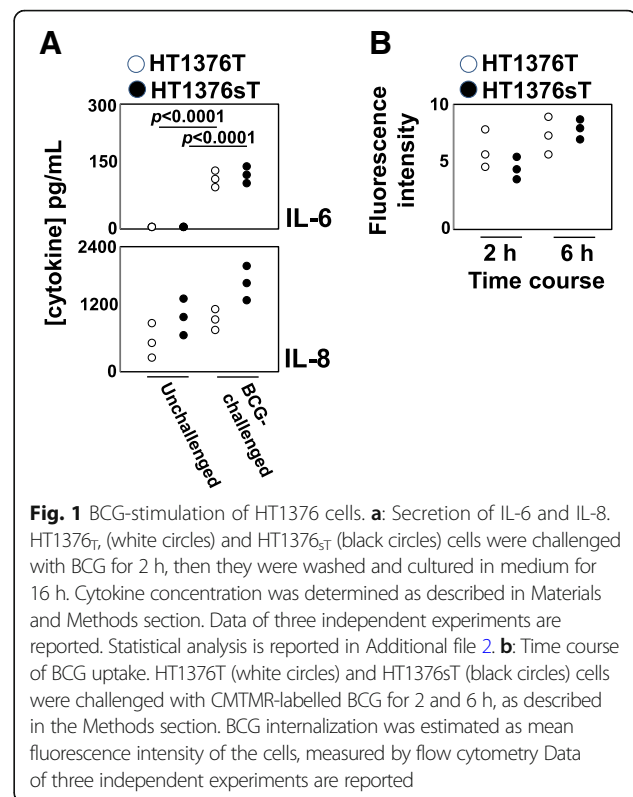 A
HT1376T
HT1376sT
300
p<0.0001
p<0.0001
150
0
IL-6
[cytokine] pg/mL
2400
1200
0
IL-8
Unchallenged
BCG-
challenged
B
HT1376T
HT1376sT
10
5
0
Fluorescence
intensity
2 h 6 h
Time course
Fig. 1 BCG-stimulation of HT1376 cells. a: Secretion of IL-6 and IL-8.
HT1376T, (white circles) and HT1376sT (black circles) cells were challenged
with BCG for 2 h, then they were washed and cultured in medium for
16 h. Cytokine concentration was determined as described in Materials
and Methods section. Data of three independent experiments are
reported. Statistical analysis is reported in Additional file 2. b: Time course
of BCG uptake. HT1376T (white circles) and HT1376sT (black circles) cells
were challenged with CMTMR-labelled BCG for 2 and 6 h, as described
in the Methods section. BCG internalization was estimated as mean
fluorescence intensity of the cells, measured by flow cytometry Data
of three independent experiments are reported